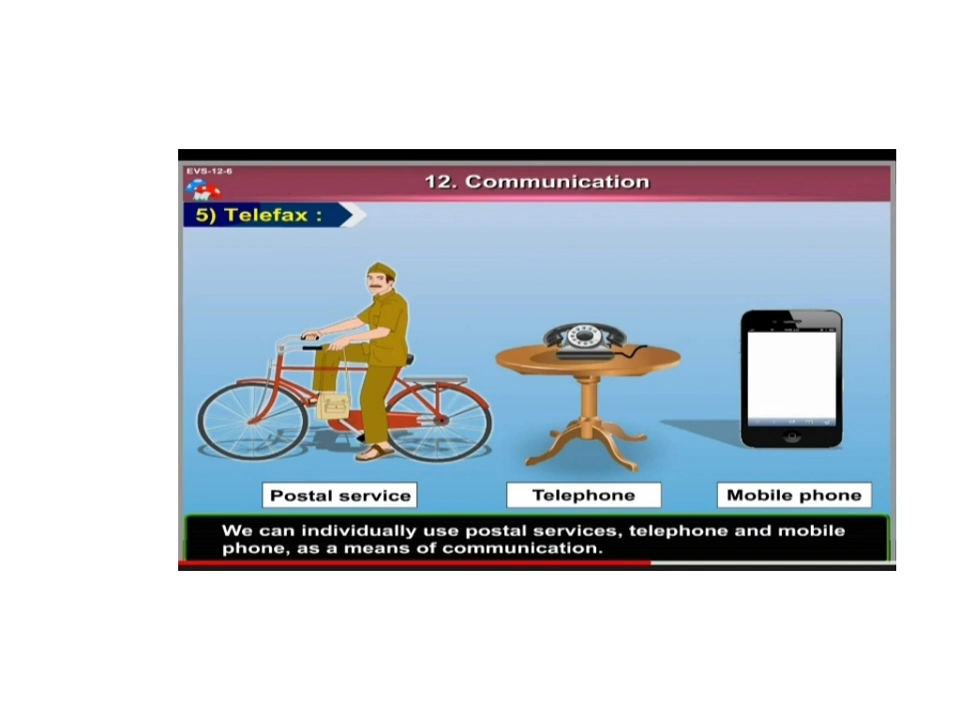 EVS-12-6
12. Communication
5) Telefax :
Postal service
Telephone
Mobile phone
We can individually use postal services, telephone and mobile
phone, as a means of communication.